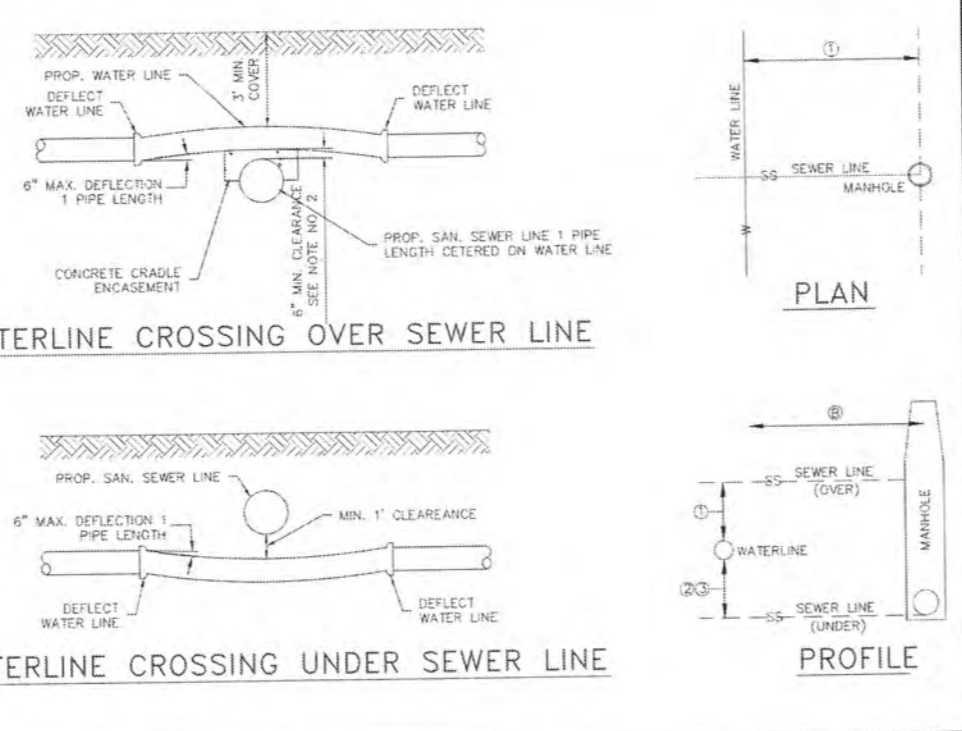 PROP. WATER LINE
DEFLECT
WATER LINE
3' MIN.
COVER
DEFLECT
WATER LINE
6" MAX. DEFLECTION
1 PIPE LENGTH
6" MIN. CLEARANCE
SEE NOTE NO. 2
PROP. SAN. SEWER LINE 1 PIPE
LENGTH CETERED ON WATER LINE
CONCRETE CRADLE
ENCASEMENT
TERLINE CROSSING OVER SEWER LINE
①
WATER LINE
SS SEWER LINE
MANHOLE
W
PLAN
PROP. SAN. SEWER LINE
6" MAX. DEFLECTION 1
PIPE LENGTH
MIN. 1' CLEAREANCE
DEFLECT
WATER LINE
DEFLECT
WATER LINE
TERLINE CROSSING UNDER SEWER LINE
Ⓑ
SS SEWER LINE
(OVER)
①
WATERLINE
MANHOLE
②③
SS SEWER LINE
(UNDER)
PROFILE